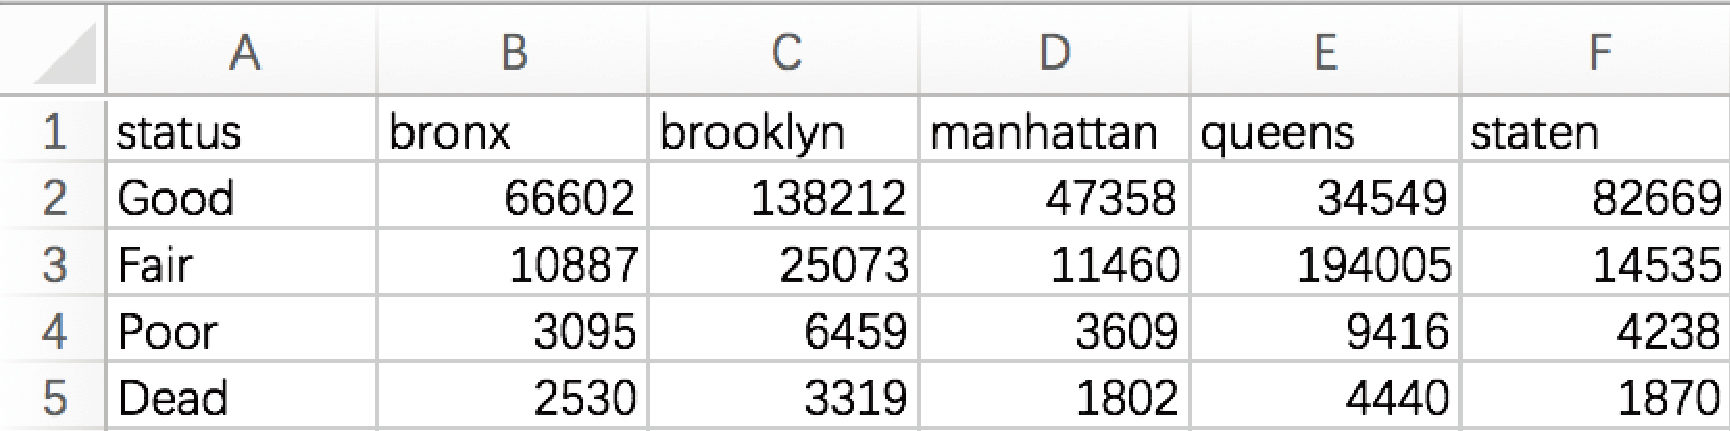 A B C D E F
1 status bronx brooklyn manhattan queens staten
2 Good 66602 138212 47358 34549 82669
3 Fair 10887 25073 11460 194005 14535
4 Poor 3095 6459 3609 9416 4238
5 Dead 2530 3319 1802 4440 1870